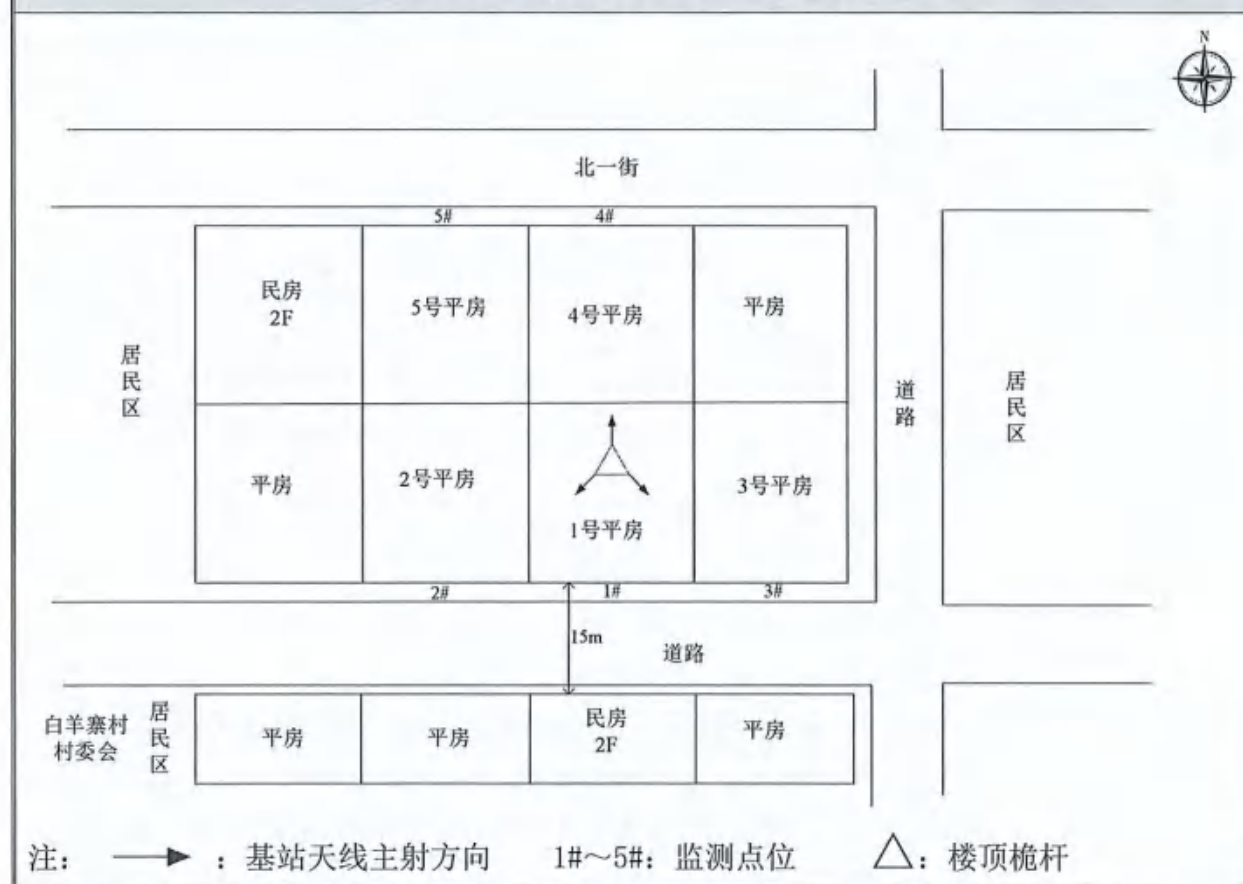 N
北一街
5#
4#
民房
2F
5号平房
4号平房
平房
居民区
道路
居民区
平房
2号平房
1号平房
3号平房
2#
1#
3#
15m
道路
白羊寨村
村委会
居民区
平房
平房
民房
2F
平房
注： ：基站天线主射方向 1#～5#：监测点位 △：楼顶桅杆